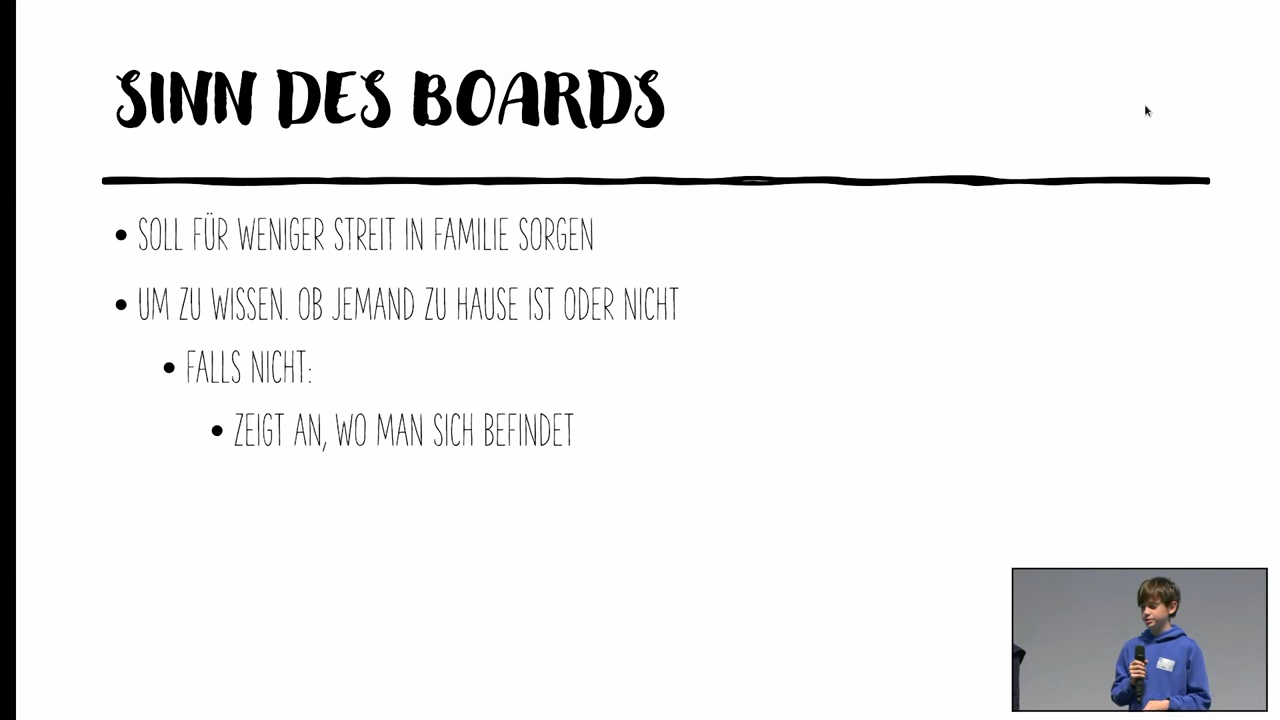 SINN DES BOARDS
• SOLL FÜR WENIGER STREIT IN FAMILIE SORGEN
• UM ZU WISSEN. OB JEMAND ZU HAUSE IST ODER NICHT
• FALLS NICHT:
• ZEIGT AN, WO MAN SICH BEFINDET